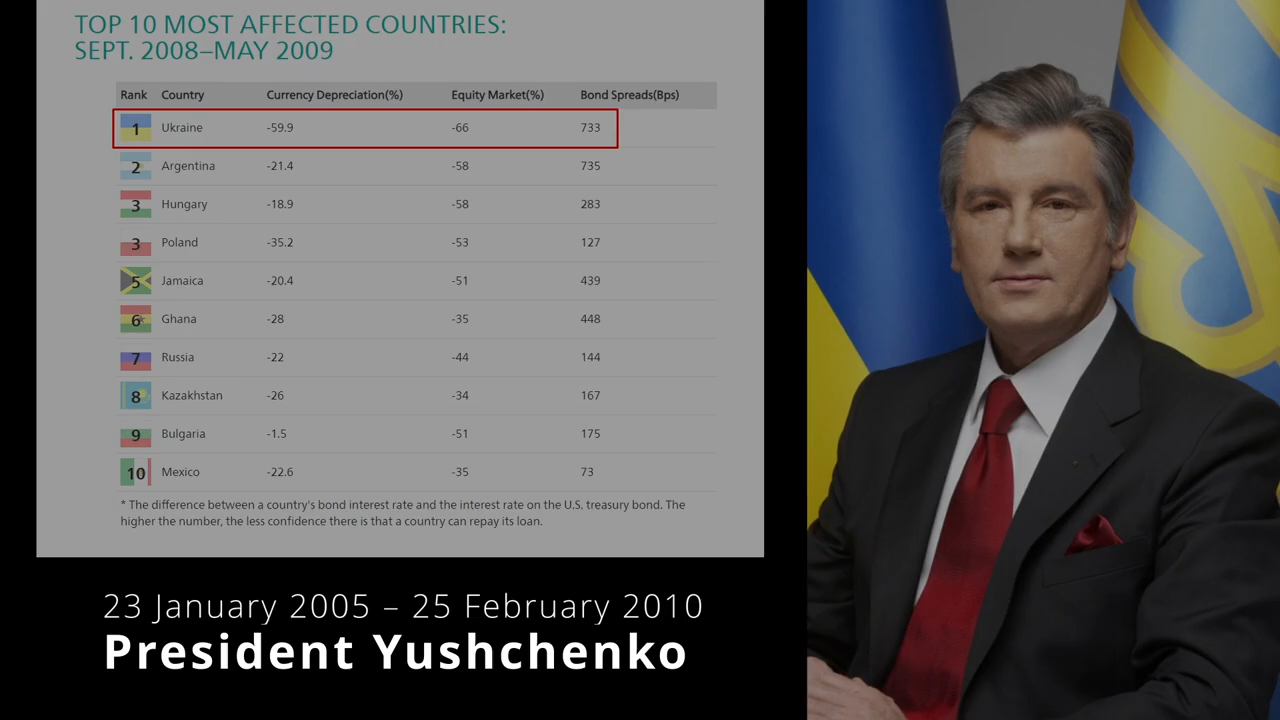 TOP 10 MOST AFFECTED COUNTRIES:
SEPT. 2008–MAY 2009
Rank Country Currency Depreciation(%) Equity Market(%) Bond Spreads(Bps)
1 Ukraine -59.9 -66 733
2 Argentina -21.4 -58 735
3 Hungary -18.9 -58 283
3 Poland -35.2 -53 127
5 Jamaica -20.4 -51 439
6 Ghana -28 -35 448
7 Russia -22 -44 144
8 Kazakhstan -26 -34 167
9 Bulgaria -1.5 -51 175
10 Mexico -22.6 -35 73
* The difference between a country's bond interest rate and the interest rate on the U.S. treasury bond. The
higher the number, the less confidence there is that a country can repay its loan.
23 January 2005 – 25 February 2010
President Yushchenko